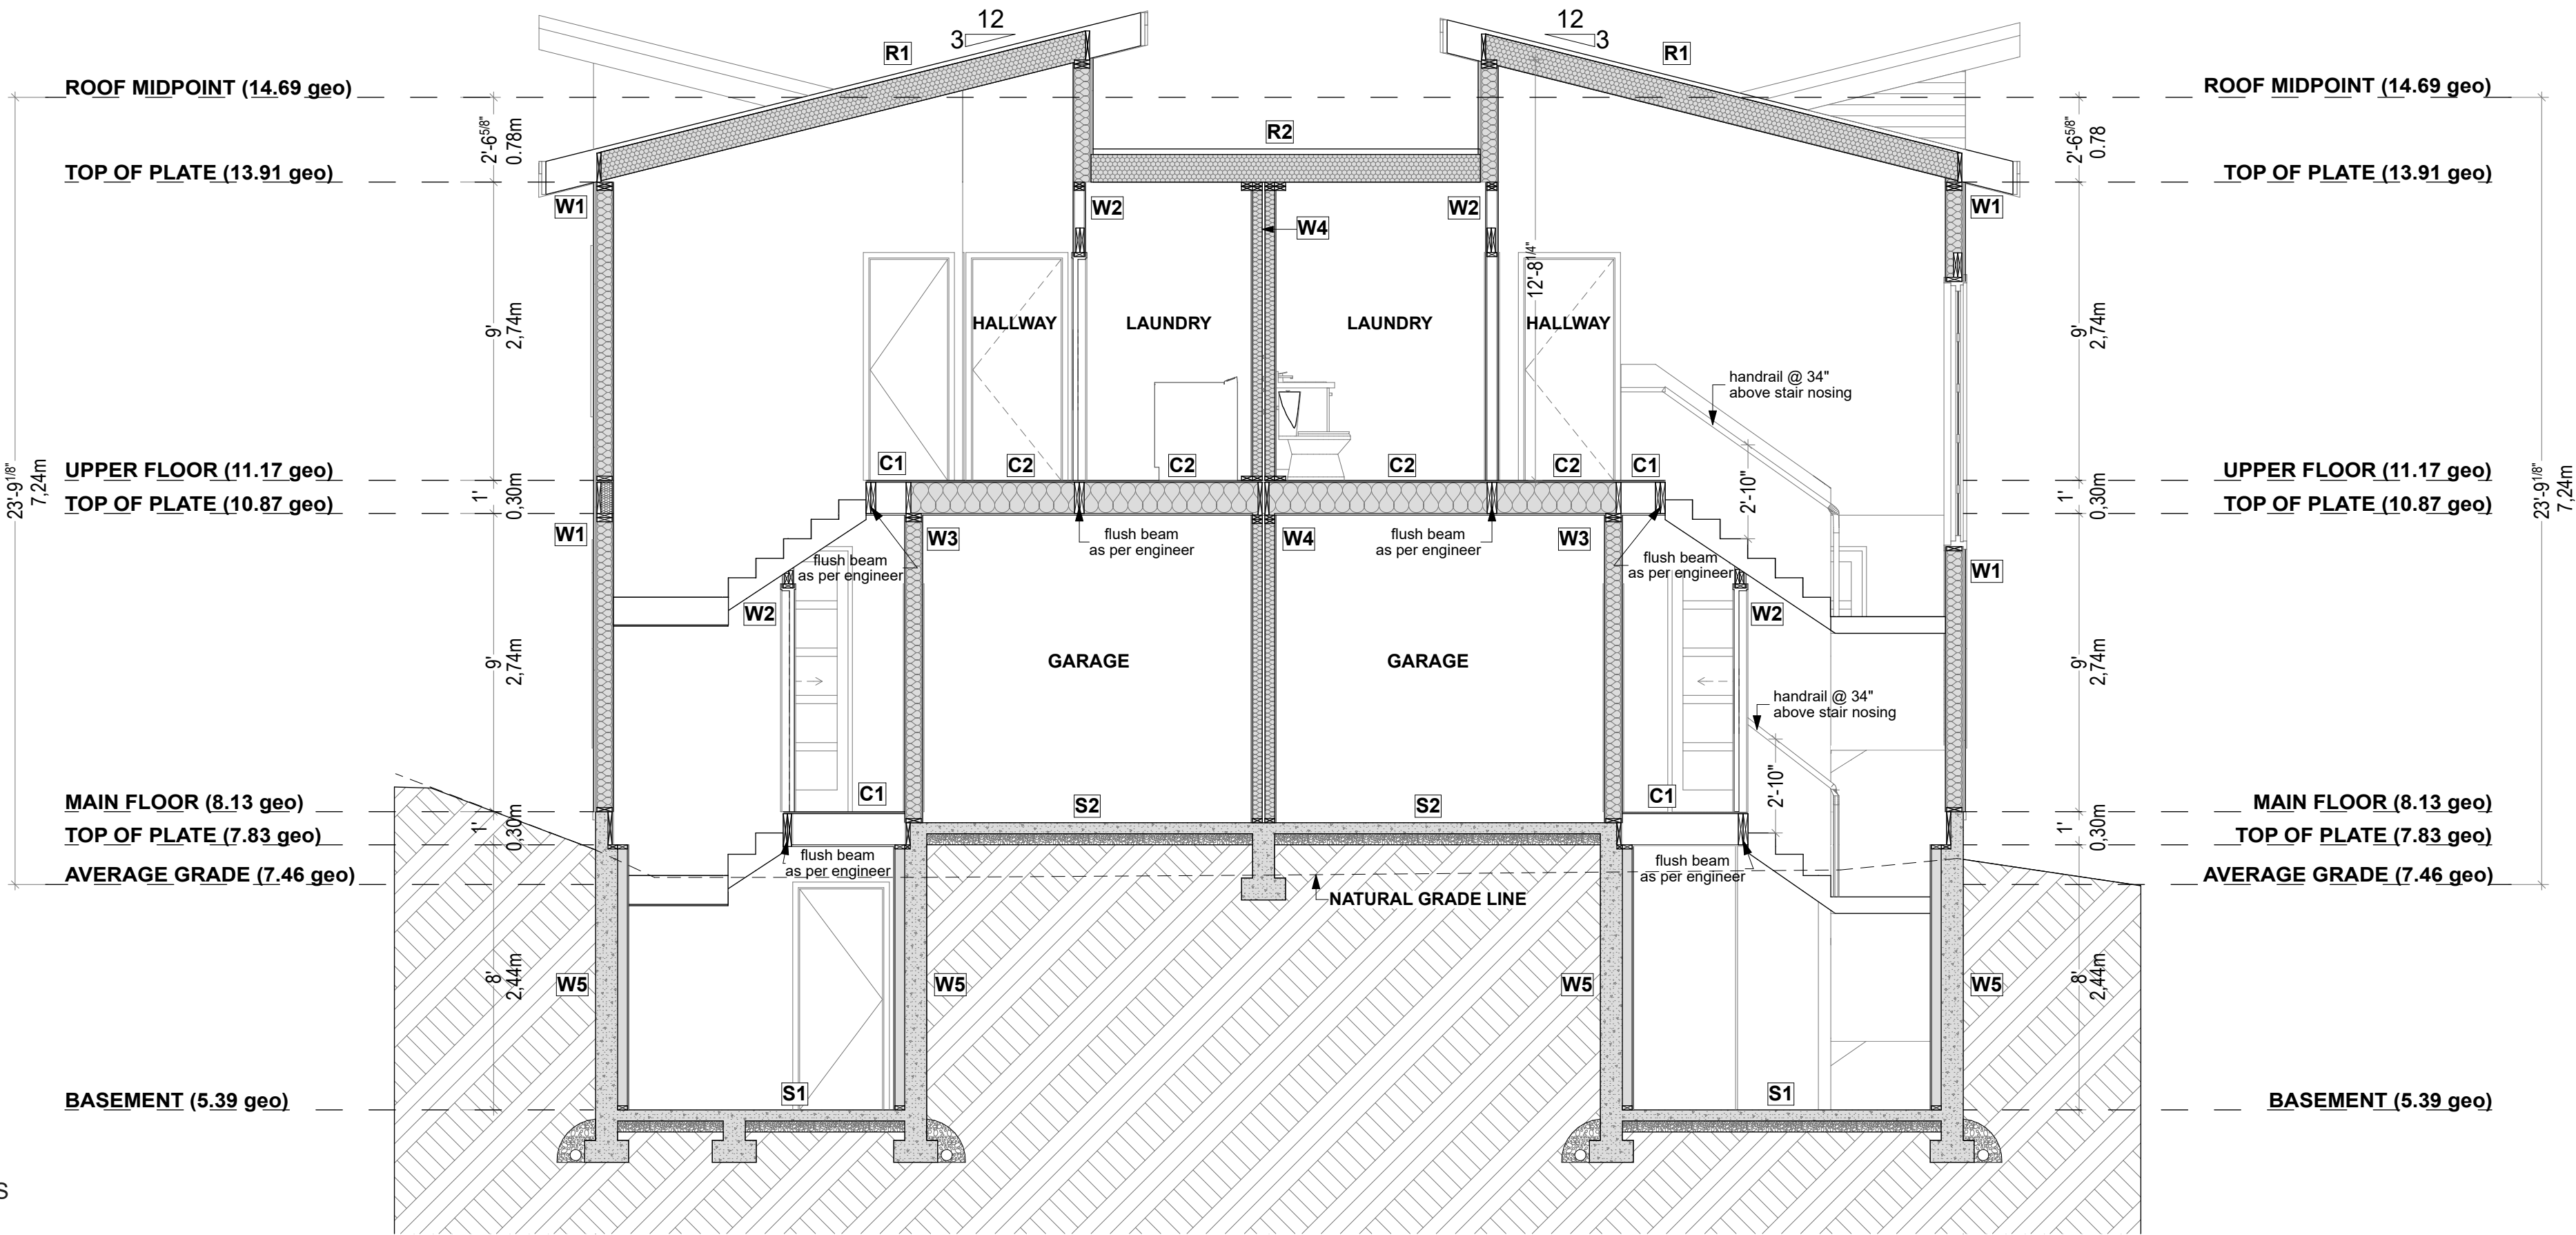 12
3
R1
12
3
R1
ROOF MIDPOINT (14.69 geo)
ROOF MIDPOINT (14.69 geo)
2'-6 5/8"
0.78m
R2
2'-6 5/8"
0.78
TOP OF PLATE (13.91 geo)
TOP OF PLATE (13.91 geo)
W1
W2
W4
W2
W1
12'-8 1/4"
9'
2,74m
HALLWAY
LAUNDRY
LAUNDRY
HALLWAY
9'
2,74m
handrail @ 34"
above stair nosing
23'-9 1/8"
7,24m
UPPER FLOOR (11.17 geo)
C1
C2
C2
C2
C2
C1
UPPER FLOOR (11.17 geo)
23'-9 1/8"
7,24m
1'
0,30m
2'-10"
1'
0,30m
TOP OF PLATE (10.87 geo)
TOP OF PLATE (10.87 geo)
W1
W3
flush beam
as per engineer
W4
flush beam
as per engineer
W3
flush beam
as per engineer
flush beam
as per engineer
W1
W2
W2
9'
2,74m
GARAGE
GARAGE
9'
2,74m
handrail @ 34"
above stair nosing
2'-10"
MAIN FLOOR (8.13 geo)
C1
S2
S2
C1
MAIN FLOOR (8.13 geo)
1'
0,30m
1'
0,30m
TOP OF PLATE (7.83 geo)
TOP OF PLATE (7.83 geo)
flush beam
as per engineer
flush beam
as per engineer
AVERAGE GRADE (7.46 geo)
AVERAGE GRADE (7.46 geo)
NATURAL GRADE LINE
8'
2,44m
W5
W5
W5
W5
8'
2,44m
BASEMENT (5.39 geo)
S1
S1
BASEMENT (5.39 geo)
S